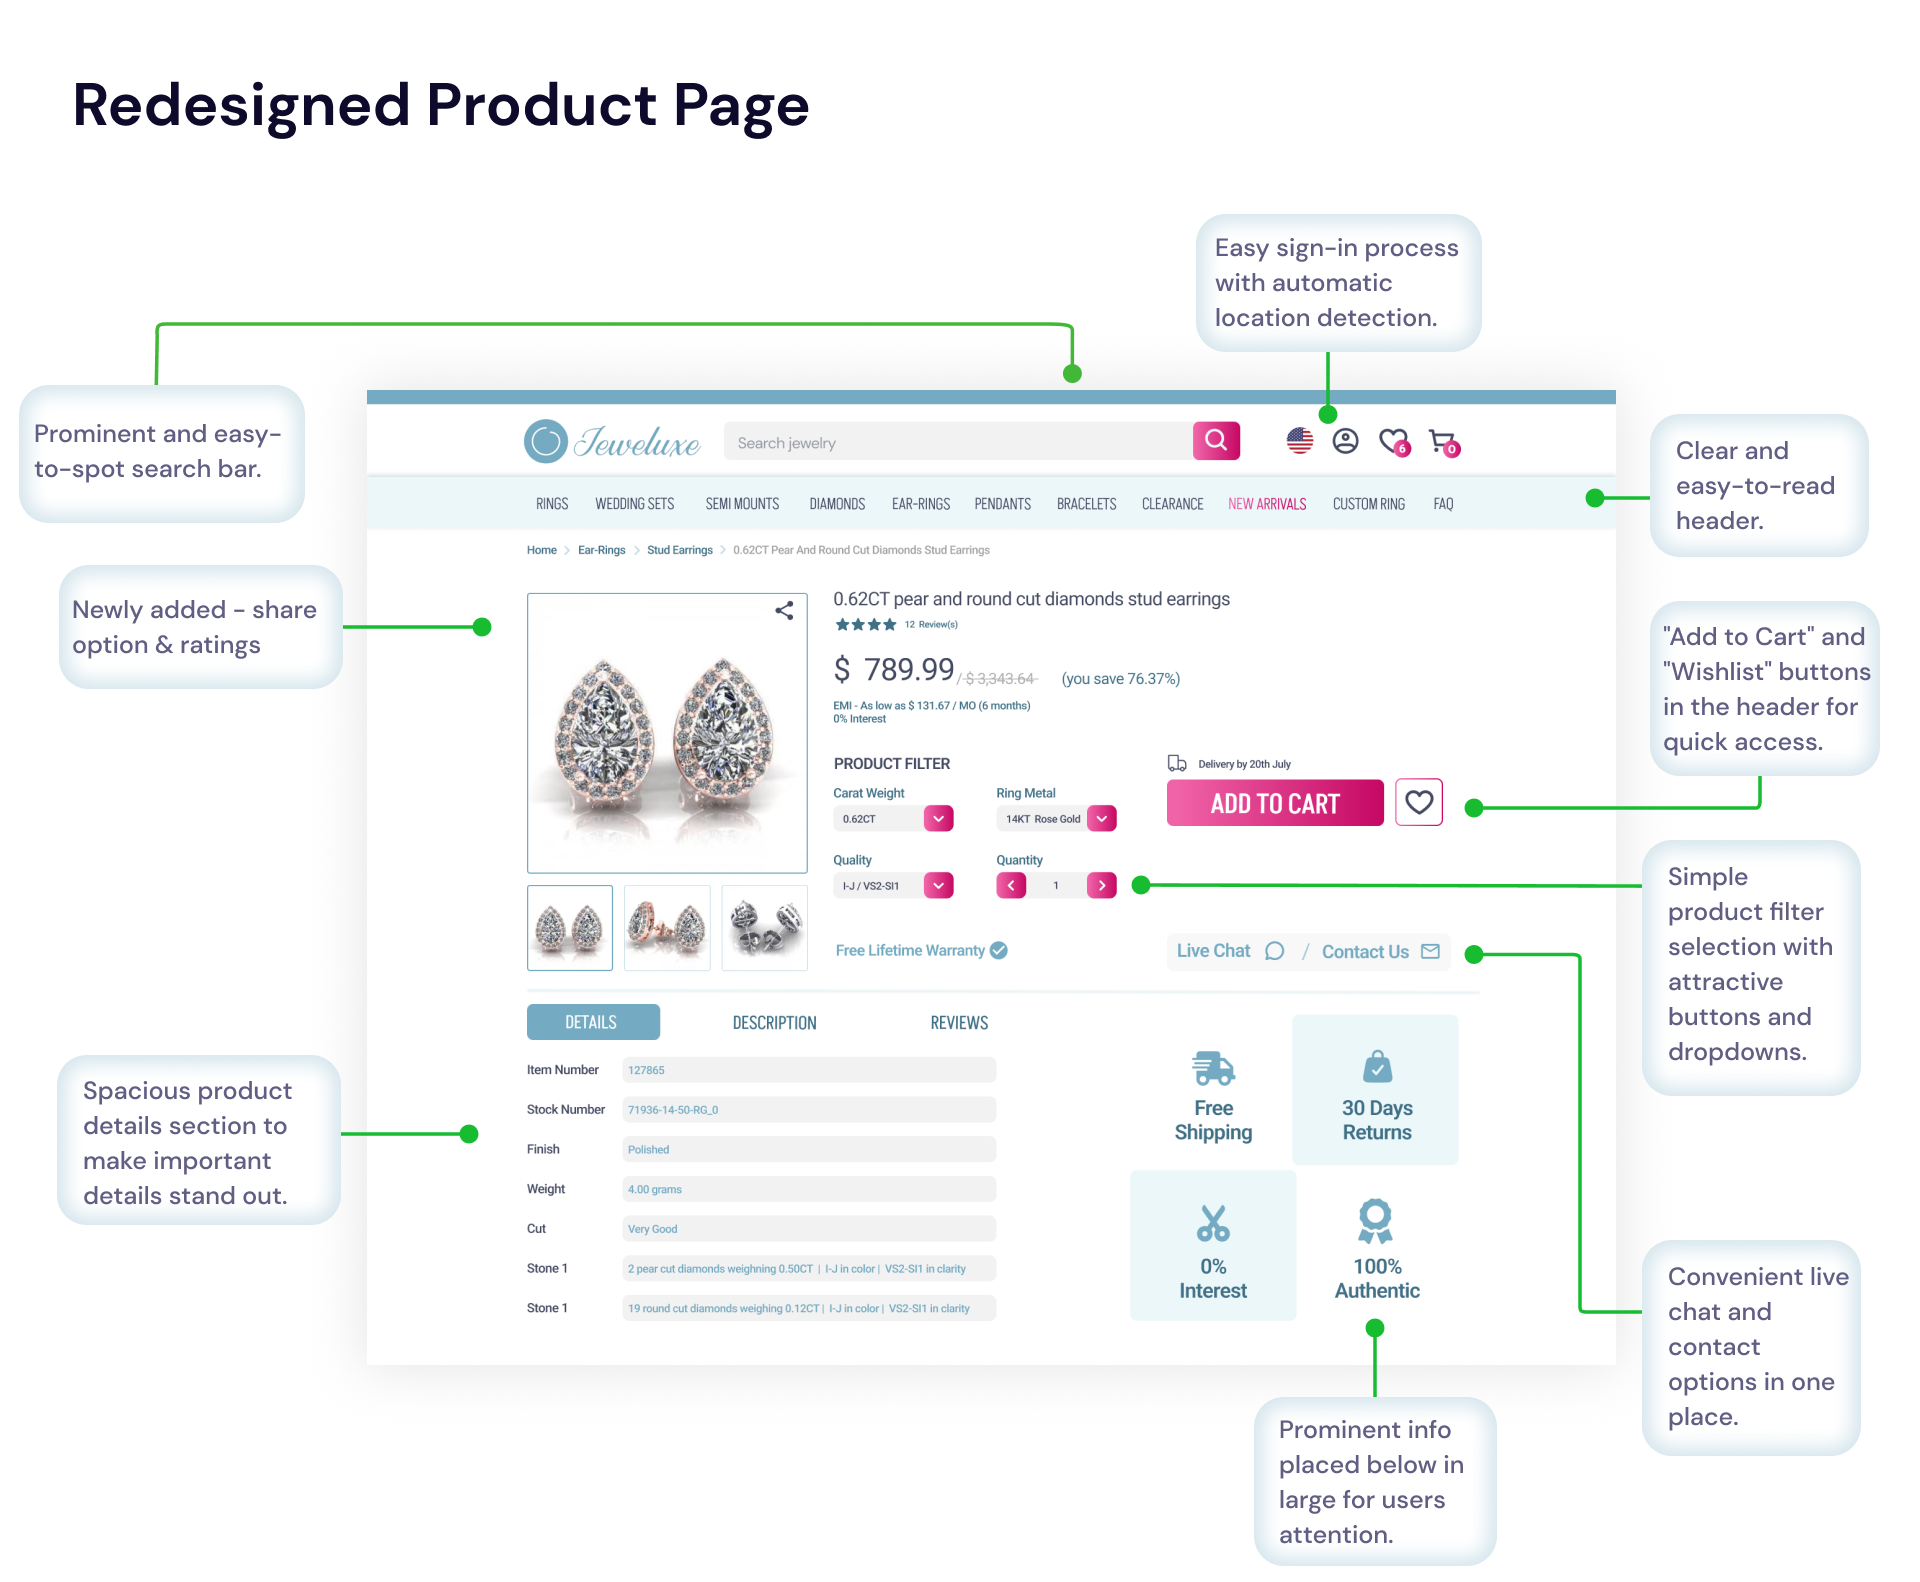 Redesigned Product Page
Easy sign-in process
with automatic
location detection.
Prominent and easy-
to-spot search bar.
Jeweluxe
Search jewelry
6
0
Clear and
easy-to-read
header.
RINGS WEDDING SETS SEMI MOUNTS DIAMONDS EAR-RINGS PENDANTS BRACELETS CLEARANCE NEW ARRIVALS CUSTOM RING FAQ
Home > Ear-Rings > Stud Earrings > 0.62CT Pear And Round Cut Diamonds Stud Earrings
Newly added - share
option & ratings
0.62CT pear and round cut diamonds stud earrings
12 Review(s)
$ 789.99 / $ 3,343.64 (you save 76.37%)
EMI - As low as $ 131.67 / MO (6 months)
0% Interest
"Add to Cart" and
"Wishlist" buttons
in the header for
quick access.
PRODUCT FILTER
Carat Weight
0.62CT
Ring Metal
14KT Rose Gold
Quality
I-J / VS2-SI1
Quantity
1
Delivery by 20th July
ADD TO CART
Simple
product filter
selection with
attractive
buttons and
dropdowns.
Free Lifetime Warranty
Live Chat / Contact Us
DETAILS DESCRIPTION REVIEWS
Spacious product
details section to
make important
details stand out.
Item Number 127865
Stock Number 71936-14-50-RG_0
Finish Polished
Weight 4.00 grams
Cut Very Good
Stone 1 2 pear cut diamonds weighning 0.50CT | I-J in color | VS2-SI1 in clarity
Stone 1 19 round cut diamonds weighing 0.12CT | I-J in color | VS2-SI1 in clarity
Free
Shipping
30 Days
Returns
0%
Interest
100%
Authentic
Convenient live
chat and
contact
options in one
place.
Prominent info
placed below in
large for users
attention.